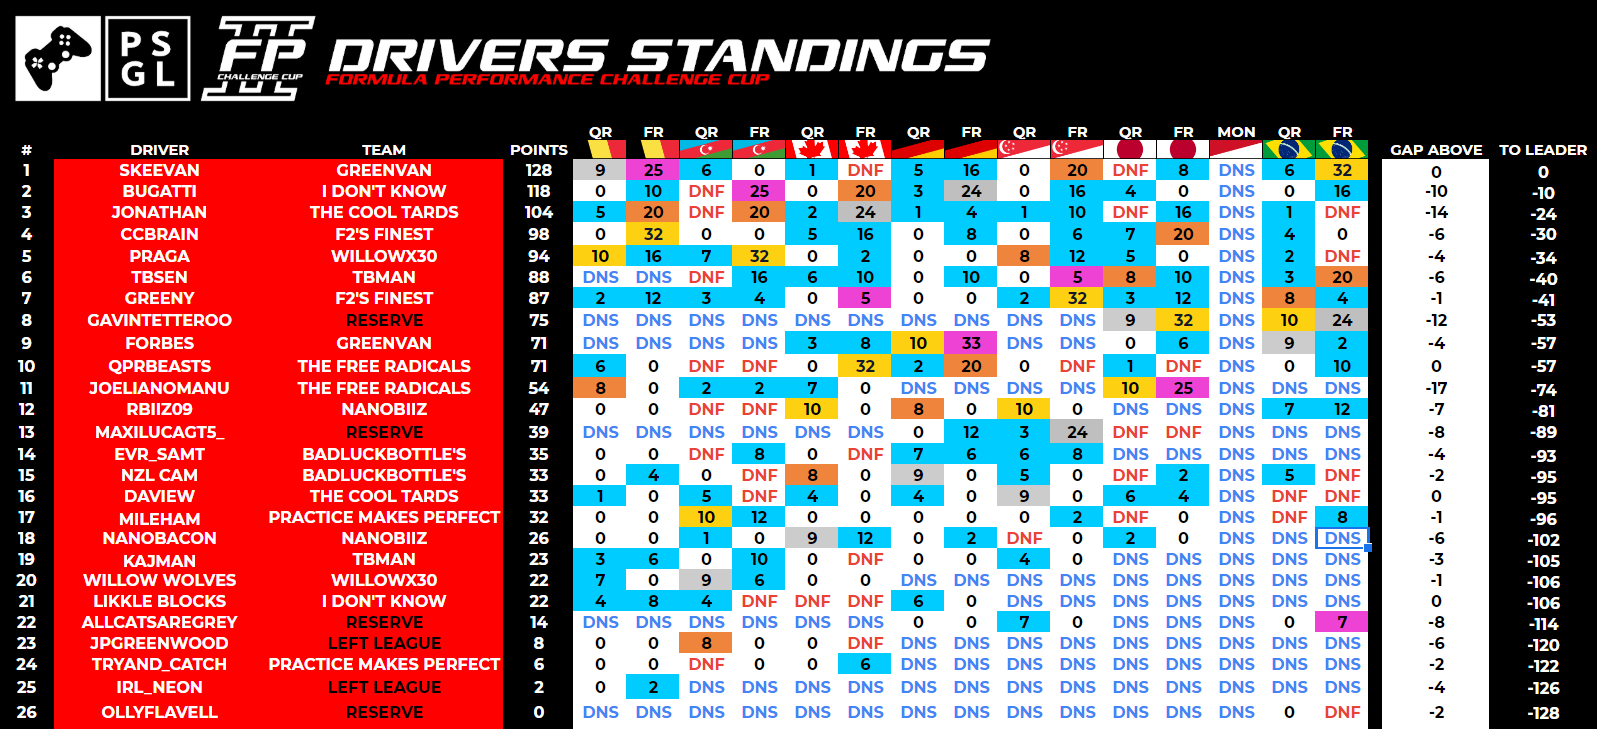 PS
GL
FP
CHALLENGE CUP
DRIVERS STANDINGS
FORMULA PERFORMANCE CHALLENGE CUP
QR FR QR FR QR FR QR FR QR FR QR FR MON QR FR
# DRIVER TEAM POINTS GAP ABOVE TO LEADER
1 SKEEVAN GREENVAN 128 9 25 6 0 1 DNF 5 16 0 20 DNF 8 DNS 6 32 0 0
2 BUGATTI I DON'T KNOW 118 0 10 DNF 25 0 20 3 24 0 16 4 0 DNS 0 16 -10 -10
3 JONATHAN THE COOL TARDS 104 5 20 DNF 20 2 24 1 4 1 10 DNF 16 DNS 1 DNF -14 -24
4 CCBRAIN F2'S FINEST 98 0 32 0 0 5 16 0 8 0 6 7 20 DNS 4 0 -6 -30
5 PRAGA WILLOWX30 94 10 16 7 32 0 2 0 0 8 12 5 0 DNS 2 DNF -4 -34
6 TBSEN TBMAN 88 DNS DNS DNF 16 6 10 0 10 0 5 8 10 DNS 3 20 -6 -40
7 GREENY F2'S FINEST 87 2 12 3 4 0 5 0 0 2 32 3 12 DNS 8 4 -1 -41
8 GAVINTETTEROO RESERVE 75 DNS DNS DNS DNS DNS DNS DNS DNS DNS DNS 9 32 DNS 10 24 -12 -53
9 FORBES GREENVAN 71 DNS DNS DNS DNS 3 8 10 33 DNS DNS 0 6 DNS 9 2 -4 -57
10 QPRBEASTS THE FREE RADICALS 71 6 0 DNF DNF 0 32 2 20 0 DNF 1 DNF DNS 0 10 0 -57
11 JOELIANOMANU THE FREE RADICALS 54 8 0 2 2 7 0 DNS DNS DNS DNS 10 25 DNS DNS DNS -17 -74
12 RBIIZ09 NANOBIIZ 47 0 0 DNF DNF 10 0 8 0 10 0 DNS DNS DNS 7 12 -7 -81
13 MAXILUCAGT5_ RESERVE 39 DNS DNS DNS DNS DNS DNS 0 12 3 24 DNF DNF DNS DNS DNS -8 -89
14 EVR_SAMT BADLUCKBOTTLE'S 35 0 0 DNF 8 0 0 7 6 6 8 DNS DNS DNS DNS DNS -4 -93
15 NZL CAM BADLUCKBOTTLE'S 33 0 4 0 DNF 8 0 9 0 5 0 0 2 DNS 5 DNF -2 -95
16 DAVIEW THE COOL TARDS 33 1 0 5 DNF 4 0 4 0 9 0 6 4 DNS DNF DNF 0 -95
17 MILEHAM PRACTICE MAKES PERFECT 32 0 0 10 12 0 0 0 0 0 2 DNF 0 DNS DNF 8 -1 -96
18 NANOBACON NANOBIIZ 26 0 0 1 0 9 12 0 2 DNF 0 2 0 DNS DNS DNS -6 -102
19 KAJMAN TBMAN 23 3 6 0 10 0 DNF 0 0 4 0 DNS DNS DNS DNS DNS -3 -105
20 WILLOW WOLVES WILLOWX30 22 7 0 9 6 0 0 DNS DNS DNS DNS DNS DNS DNS DNS DNS -1 -106
21 LIKKLE BLOCKS I DON'T KNOW 22 4 8 4 DNF DNF DNF 6 0 DNS DNS DNS DNS DNS DNS DNS 0 -106
22 ALLCATSAREGREY RESERVE 14 DNS DNS DNS DNS DNS DNS 0 0 7 0 DNS DNS DNS 0 7 -8 -114
23 JPGREENWOOD LEFT LEAGUE 8 0 0 8 0 0 DNF DNS DNS DNS DNS DNS DNS DNS DNS DNS -6 -120
24 TRYAND_CATCH PRACTICE MAKES PERFECT 6 0 0 DNF 0 0 6 DNS DNS DNS DNS DNS DNS DNS DNS DNS -2 -122
25 IRL_NEON LEFT LEAGUE 2 0 2 DNS DNS DNS DNS DNS DNS DNS DNS DNS DNS DNS DNS DNS -4 -126
26 OLLYFLAVELL RESERVE 0 DNS DNS DNS DNS DNS DNS DNS DNS DNS DNS DNS DNS DNS 0 DNF -2 -128